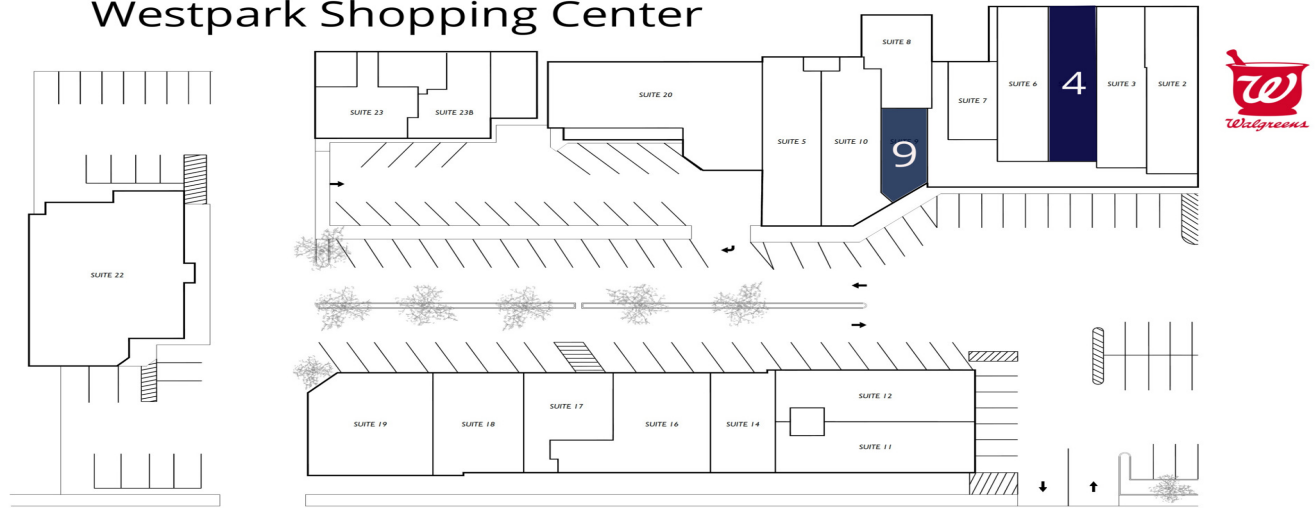 Westpark Shopping Center
SUITE 8
SUITE 6
4
SUITE 3
SUITE 2
SUITE 7
SUITE 20
SUITE 23
SUITE 23B
SUITE 5
SUITE 10
9
W
Walgreens
SUITE 22
SUITE 19
SUITE 18
SUITE 17
SUITE 16
SUITE 14
SUITE 12
SUITE 11